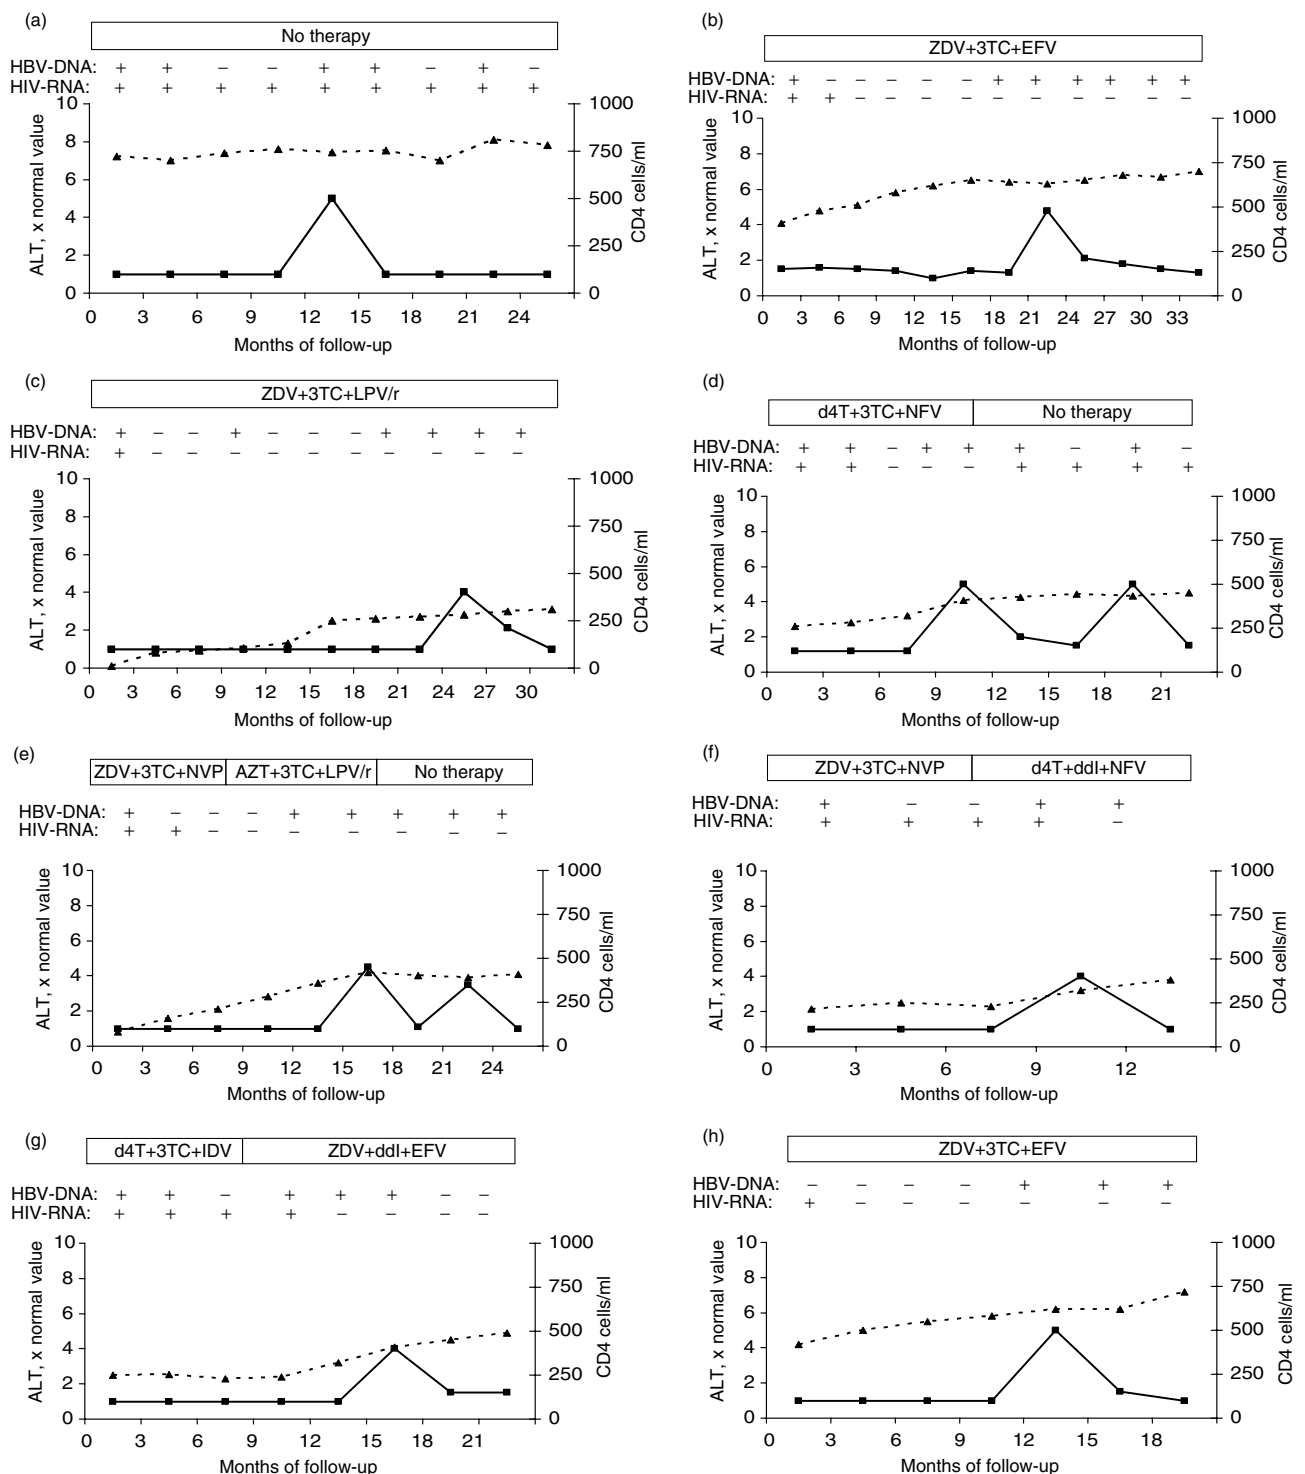 (a)
No therapy
HBV-DNA: + + – – + + – + –
HIV-RNA: + + + + + + + + +
10 8 6 4 2 0
ALT, x normal value
1000 750 500 250 0
CD4 cells/ml
0 3 6 9 12 15 18 21 24
Months of follow-up
(b)
ZDV+3TC+EFV
HBV-DNA: + – – – – – + + + + + +
HIV-RNA: + + – – – – – – – – – –
10 8 6 4 2 0
ALT, x normal value
1000 750 500 250 0
CD4 cells/ml
0 3 6 9 12 15 18 21 24 27 30 33
Months of follow-up
(c)
ZDV+3TC+LPV/r
HBV-DNA: + – – + – – – + + + +
HIV-RNA: + – – – – – – – – – –
10 8 6 4 2 0
ALT, x normal value
1000 750 500 250 0
CD4 cells/ml
0 3 6 9 12 15 18 21 24 27 30
Months of follow-up
(d)
d4T+3TC+NFV No therapy
HBV-DNA: + + – + + + – + –
HIV-RNA: + + – – – + + + +
10 8 6 4 2 0
ALT, x normal value
1000 750 500 250 0
CD4 cells/ml
0 3 6 9 12 15 18 21
Months of follow-up
(e)
ZDV+3TC+NVP AZT+3TC+LPV/r No therapy
HBV-DNA: + – – – + + + + +
HIV-RNA: + + – – – – – – –
10 8 6 4 2 0
ALT, x normal value
1000 750 500 250 0
CD4 cells/ml
0 3 6 9 12 15 18 21 24
Months of follow-up
(f)
ZDV+3TC+NVP d4T+ddI+NFV
HBV-DNA: + – – + +
HIV-RNA: + + + + –
10 8 6 4 2 0
ALT, x normal value
1000 750 500 250 0
CD4 cells/ml
0 3 6 9 12
Months of follow-up
(g)
d4T+3TC+IDV ZDV+ddI+EFV
HBV-DNA: + + – + + + – –
HIV-RNA: + + + + – – – –
10 8 6 4 2 0
ALT, x normal value
1000 750 500 250 0
CD4 cells/ml
0 3 6 9 12 15 18 21
Months of follow-up
(h)
ZDV+3TC+EFV
HBV-DNA: – – – – + + +
HIV-RNA: + – – – – – –
10 8 6 4 2 0
ALT, x normal value
1000 750 500 250 0
CD4 cells/ml
0 3 4 9 12 14 18
Months of follow-up